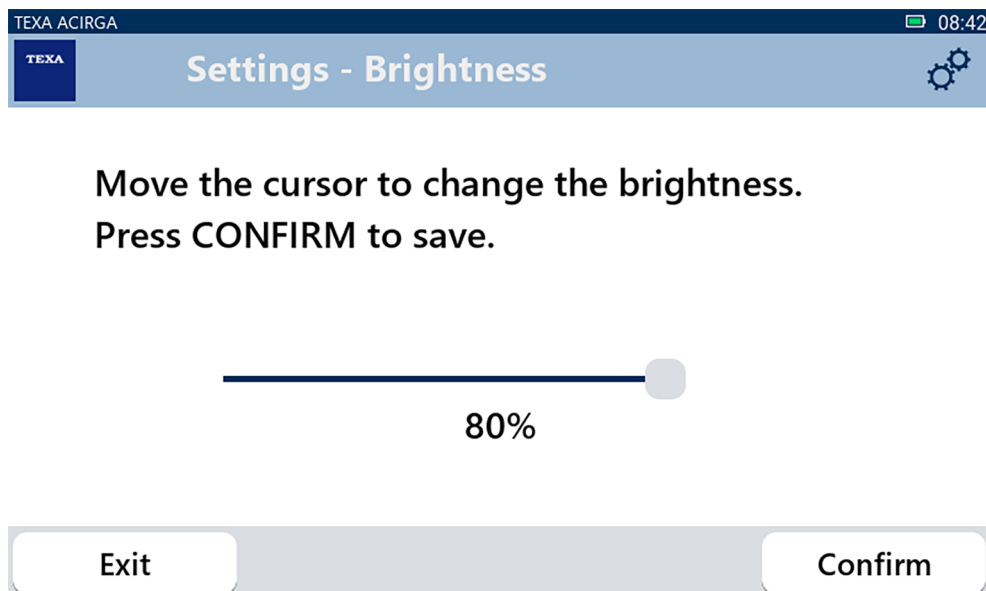 TEXA ACIRGA 08:42
TEXA
Settings - Brightness
Move the cursor to change the brightness.
Press CONFIRM to save.
80%
Exit Confirm